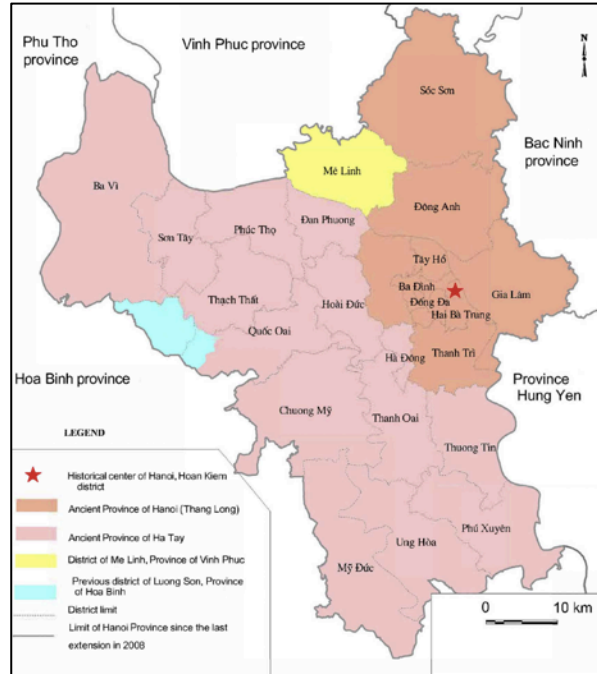 Phu Tho
province
Vinh Phuc province
N
Sóc Sơn
Bac Ninh
province
Mê Linh
Ba Vì
Đông Anh
Phúc Thọ
Đan Phuong
Sơn Tây
Tây Hồ
Thạch Thất
Hoài Đức
Ba Đình
Gia Lâm
Đống Đa
Hai Bà Trung
Quốc Oai
Hà Đông
Thanh Trì
Hoa Binh province
Province
Hung Yen
Chuong Mỹ
Thanh Oai
Thuong Tin
LEGEND
Historical center of Hanoi, Hoan Kiem
district
Ancient Province of Hanoi (Thang Long)
Ancient Province of Ha Tay
Phú Xuyên
Ung Hòa
District of Me Linh, Province of Vinh Phuc
Mỹ Đức
Previous district of Luong Son, Province
of Hoa Binh
District limit
Limit of Hanoi Province since the last
extension in 2008
0 10 km